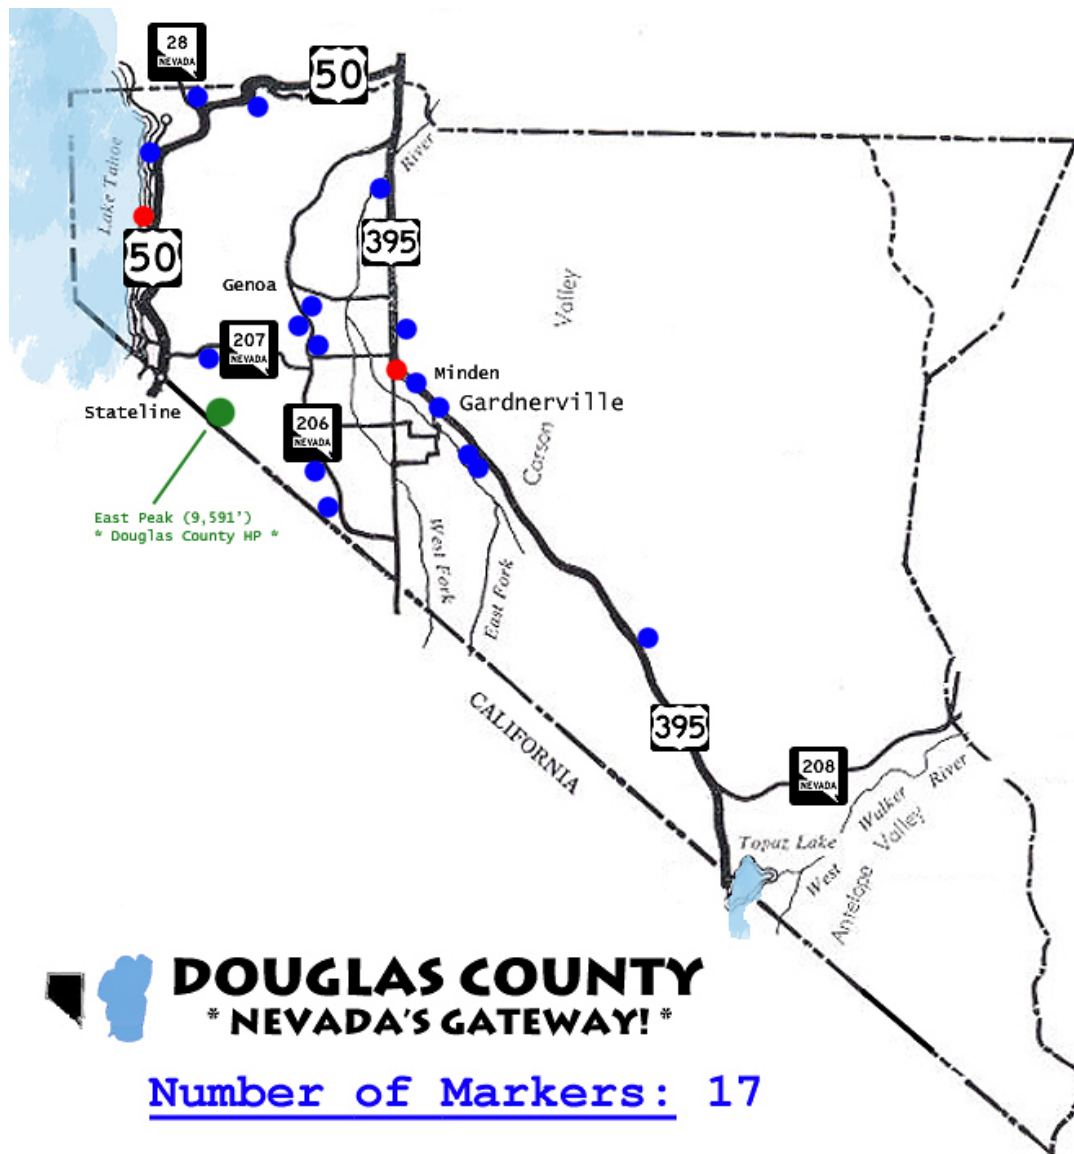 28
NEVADA
50
River
Lake Tahoe
395
50
Genoa
Valley
207
NEVADA
Minden
Stateline
Gardnerville
206
NEVADA
Carson
East Peak (9,591')
* Douglas County HP *
West Fork
East Fork
CALIFORNIA
395
208
NEVADA
River
Walker
Topaz Lake
West
Valley
Antelope
DOUGLAS COUNTY
* NEVADA'S GATEWAY! *
Number of Markers: 17